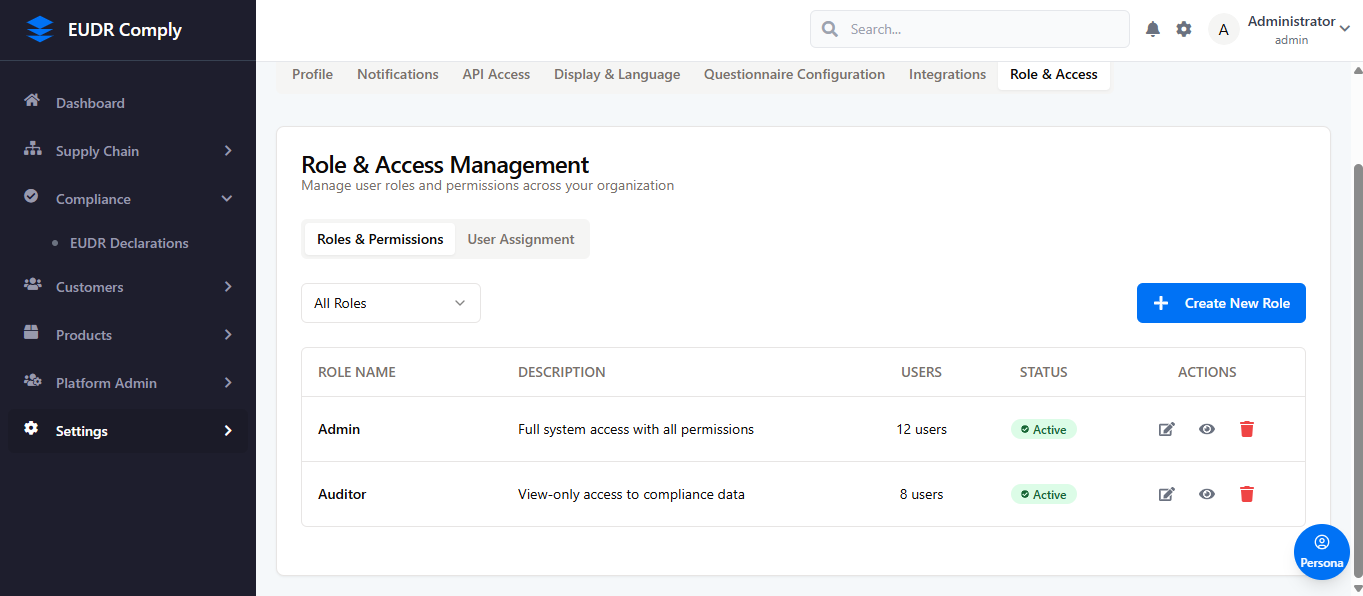 EUDR Comply
Search...
A
Administrator
admin
Dashboard
Supply Chain
Compliance
EUDR Declarations
Customers
Products
Platform Admin
Settings
Profile Notifications API Access Display & Language Questionnaire Configuration Integrations Role & Access
Role & Access Management
Manage user roles and permissions across your organization
Roles & Permissions User Assignment
All Roles
Create New Role
ROLE NAME DESCRIPTION USERS STATUS ACTIONS
Admin Full system access with all permissions 12 users Active
Auditor View-only access to compliance data 8 users Active
Persona